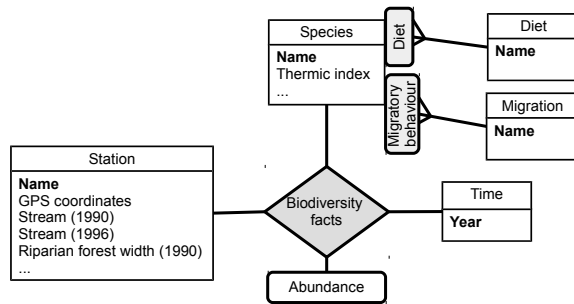 Species
Name
Thermic index
...
Diet
Diet
Name
Migratory
behaviour
Migration
Name
Station
Name
GPS coordinates
Stream (1990)
Stream (1996)
Riparian forest width (1990)
...
Biodiversity
facts
Time
Year
Abundance